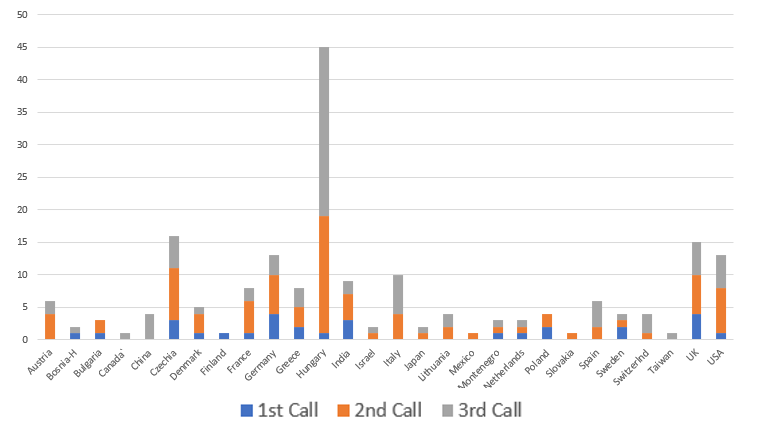 50
45
40
35
30
25
20
15
10
5
0
Austria
Bosnia-H
Bulgaria
Canada`
China
Czechia
Denmark
Finland
France
Germany
Greece
Hungary
India
Israel
Italy
Japan
Lithuania
Mexico
Montenegro
Netherlands
Poland
Slovakia
Spain
Sweden
Switzerlnd
Taiwan
UK
USA
1st Call 2nd Call 3rd Call